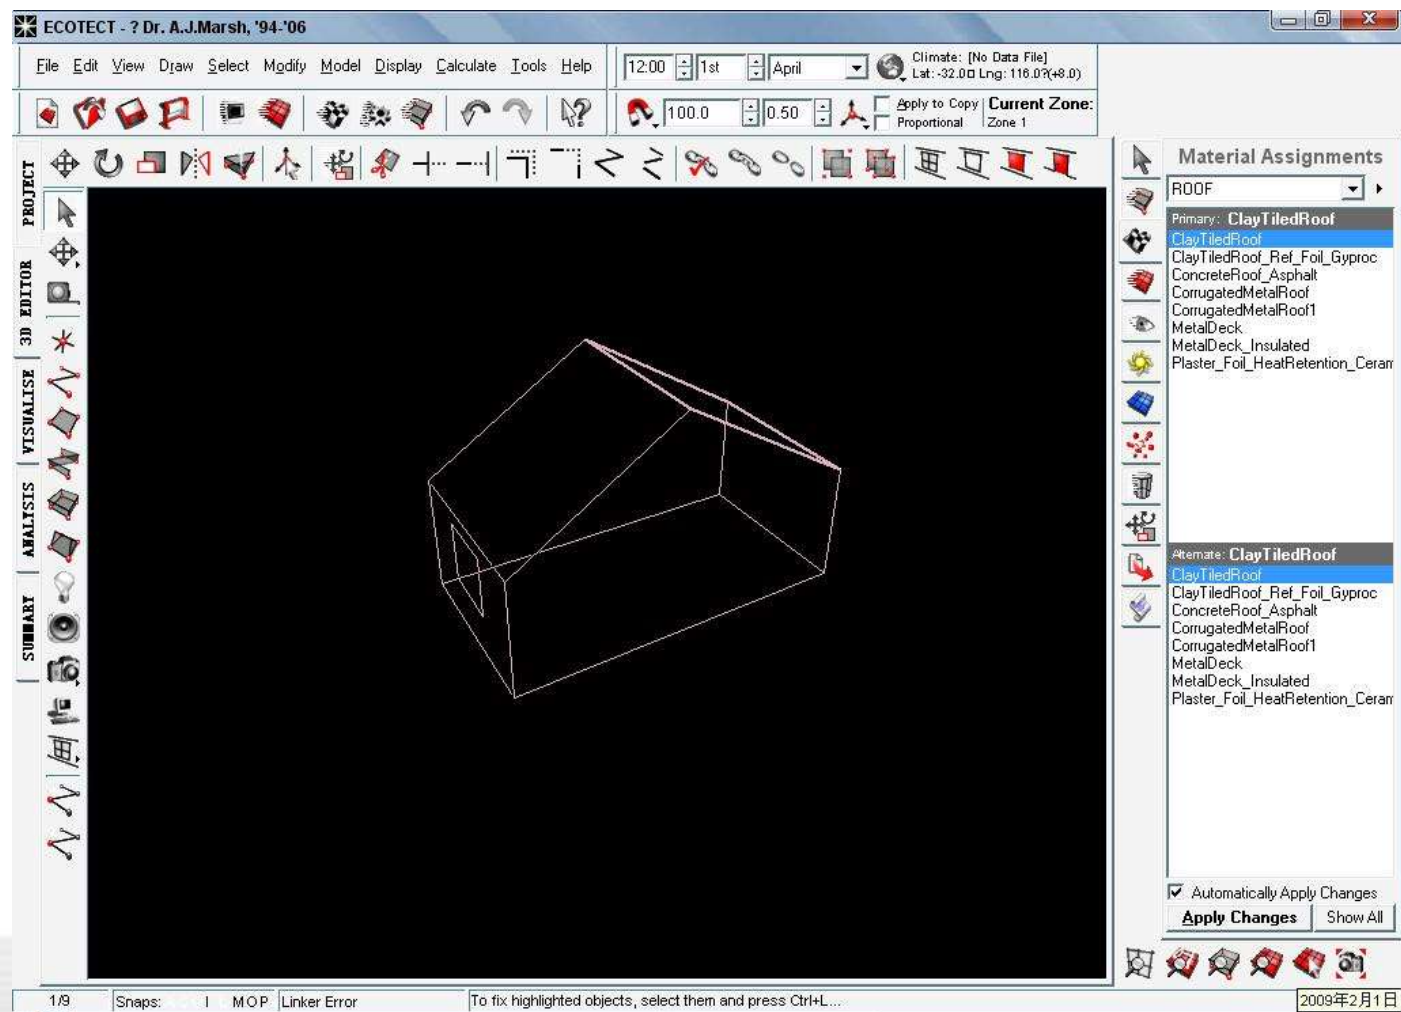 ECOTECT - ? Dr. A.J.Marsh, '94-'06
File Edit View Draw Select Modify Model Display Calculate Tools Help
12:00 1st April
Climate: [No Data File]
Lat: -32.0□ Lng: 116.0?(+8.0)
100.0 0.50
Apply to Copy
Proportional
Current Zone:
Zone 1
PROJECT
3D EDITOR
VISUALISE
ANALYSIS
SUMMARY
Material Assignments
ROOF
Primary: ClayTiledRoof
ClayTiledRoof
ClayTiledRoof_Ref_Foil_Gyproc
ConcreteRoof_Asphalt
CorrugatedMetalRoof
CorrugatedMetalRoof1
MetalDeck
MetalDeck_Insulated
Plaster_Foil_HeatRetention_Ceram
Alternate: ClayTiledRoof
ClayTiledRoof
ClayTiledRoof_Ref_Foil_Gyproc
ConcreteRoof_Asphalt
CorrugatedMetalRoof
CorrugatedMetalRoof1
MetalDeck
MetalDeck_Insulated
Plaster_Foil_HeatRetention_Ceram
Automatically Apply Changes
Apply Changes Show All
1/9 Snaps: I M O P Linker Error To fix highlighted objects, select them and press Ctrl+L...
2009年2月1日